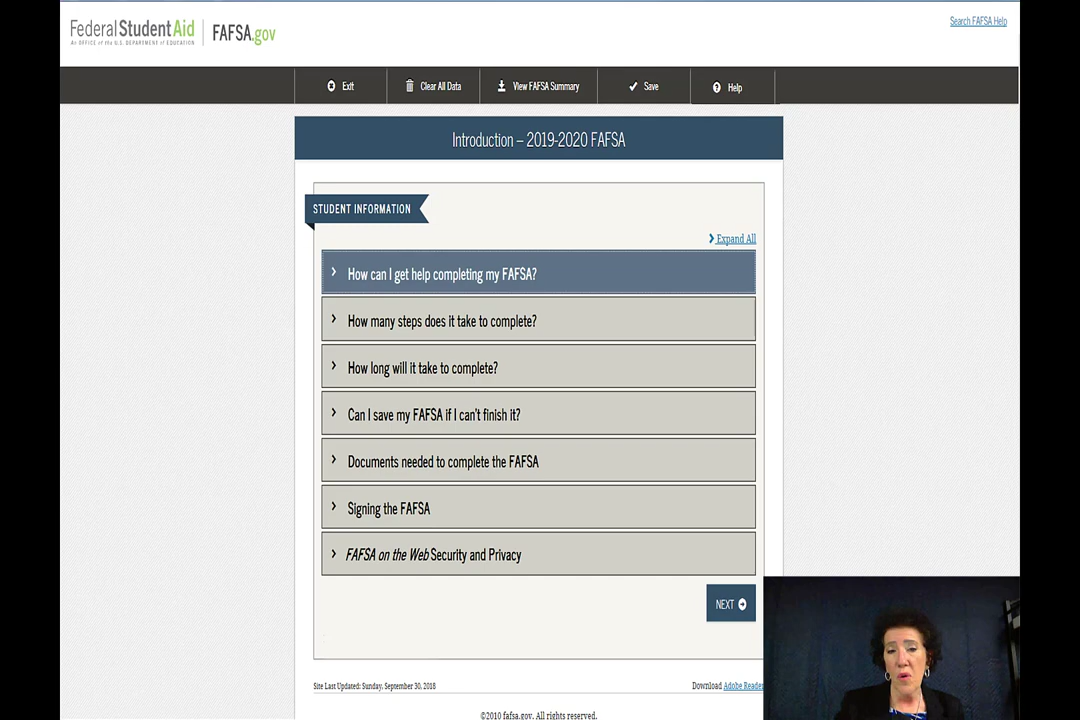 FederalStudentAid
An OFFICE of the U.S. DEPARTMENT of EDUCATION
FAFSA.gov
Search FAFSA Help
Exit
Clear All Data
View FAFSA Summary
Save
Help
Introduction – 2019-2020 FAFSA
STUDENT INFORMATION
Expand All
How can I get help completing my FAFSA?
How many steps does it take to complete?
How long will it take to complete?
Can I save my FAFSA if I can't finish it?
Documents needed to complete the FAFSA
Signing the FAFSA
FAFSA on the Web Security and Privacy
NEXT
Site Last Updated: Sunday, September 30, 2018
Download Adobe Reader
©2010 fafsa.gov. All rights reserved.